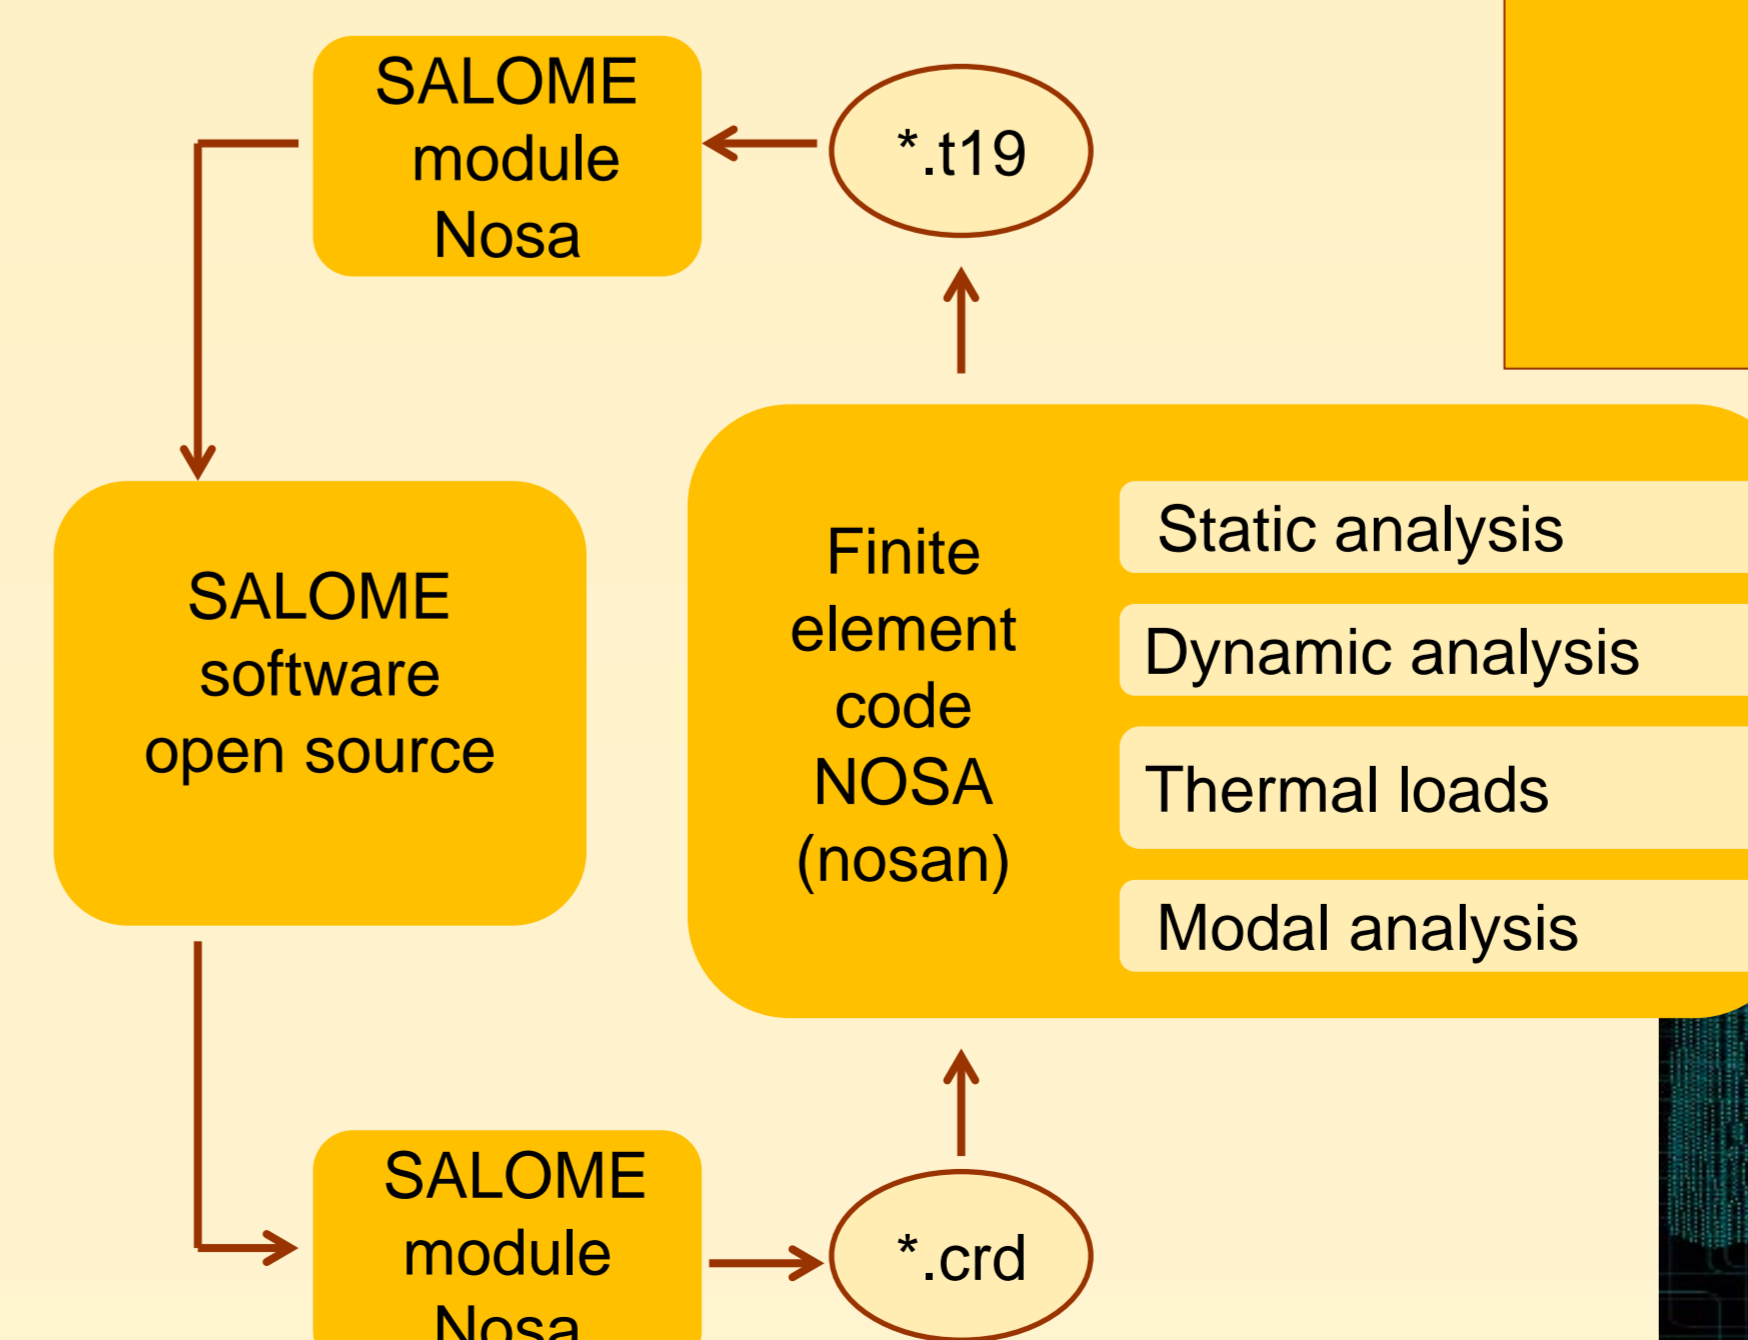 SALOME
module
Nosa
*.t19
SALOME
software
open source
Finite
element
code
NOSA
(nosan)
Static analysis
Dynamic analysis
Thermal loads
Modal analysis
SALOME
module
Nosa
*.crd